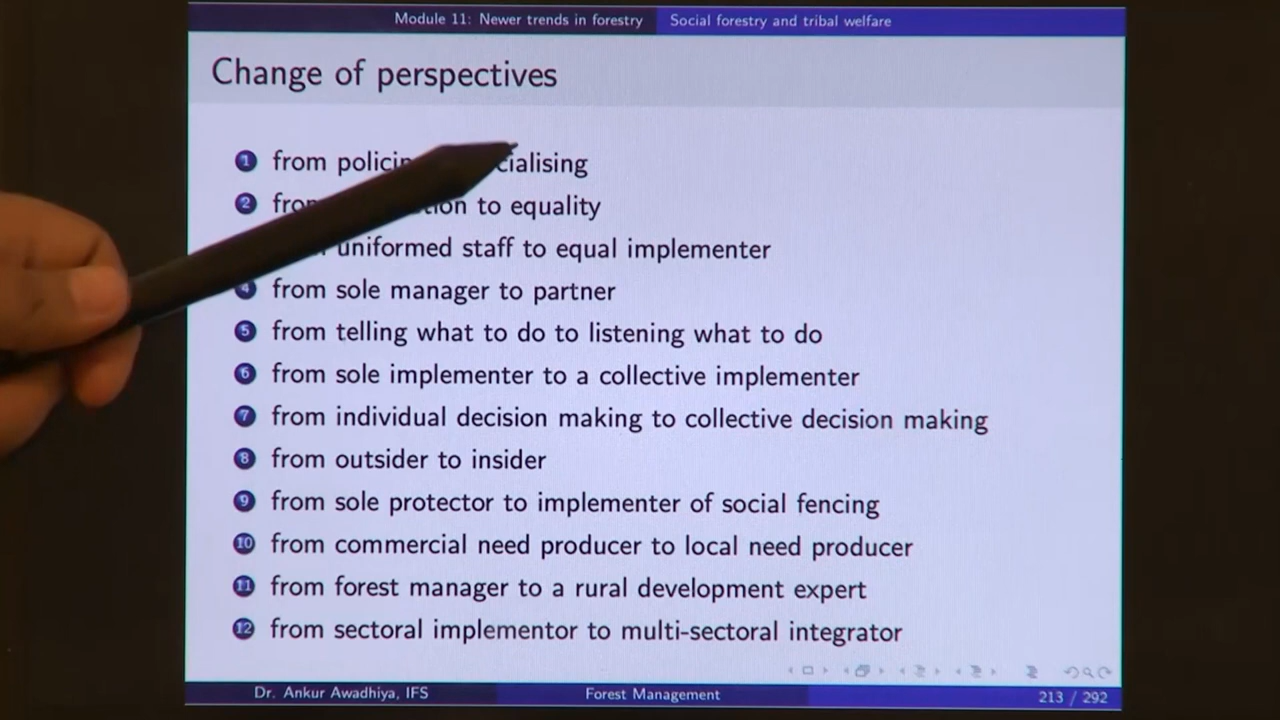 Module 11: Newer trends in forestry Social forestry and tribal welfare
Change of perspectives
1 from
2 to equality
uniformed staff to equal implementer
4 from sole manager to partner
5 from telling what to do to listening what to do
6 from sole implementer to a collective implementer
7 from individual decision making to collective decision making
8 from outsider to insider
9 from sole protector to implementer of social fencing
10 from commercial need producer to local need producer
11 from forest manager to a rural development expert
12 from sectoral implementor to multi-sectoral integrator
Dr. Ankur Awadhiya, IFS Forest Management 213 / 292